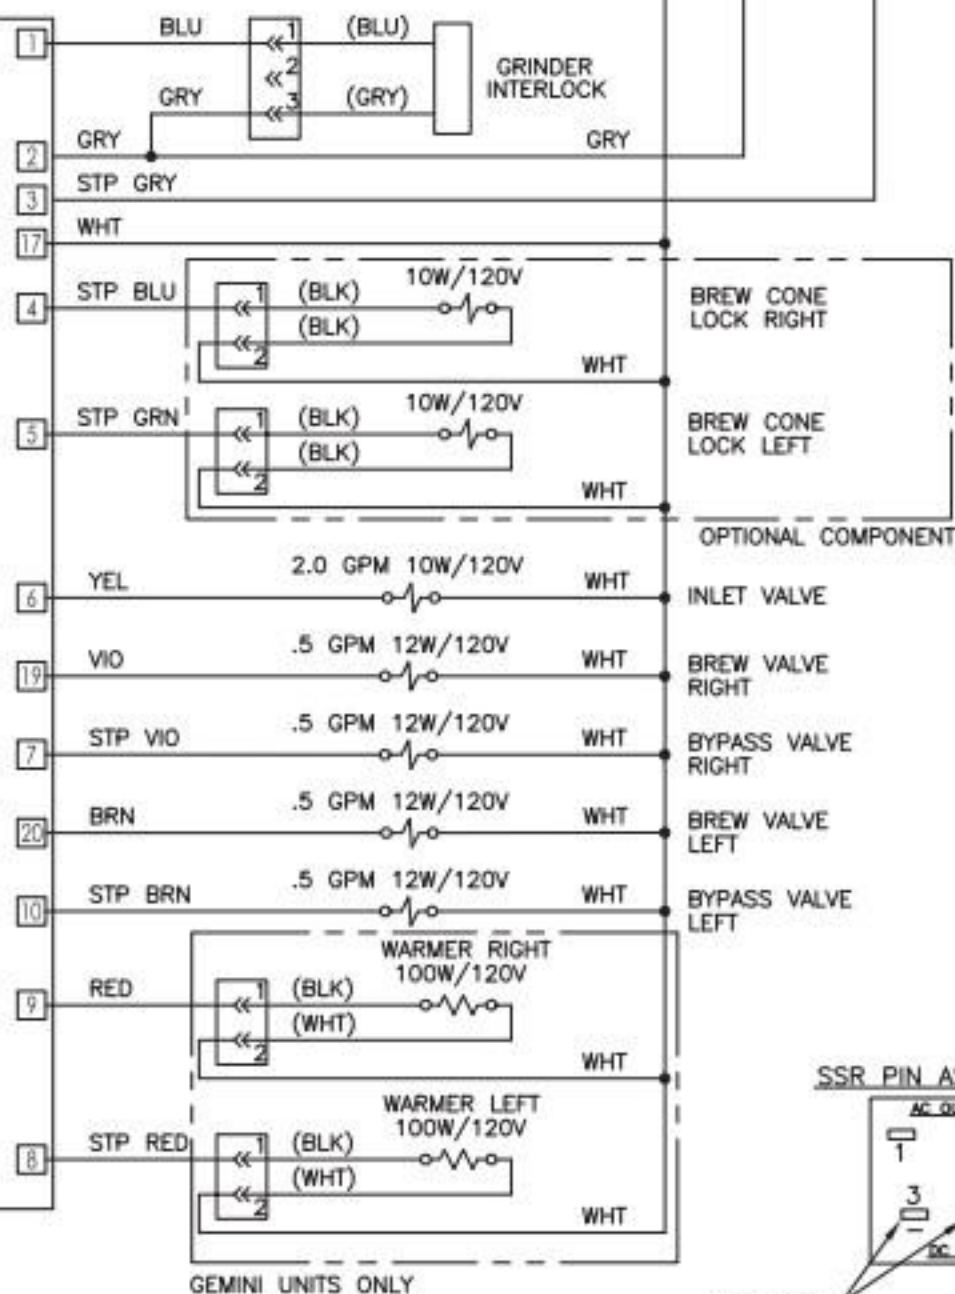 1 BLU 1 (BLU)
2
GRINDER
INTERLOCK
GRY 3 (GRY)
2 GRY GRY
3 STP GRY
17 WHT
4 STP BLU 1 (BLK) 10W/120V
(BLK)
2
WHT
BREW CONE
LOCK RIGHT
5 STP GRN 1 (BLK) 10W/120V
(BLK)
2
WHT
BREW CONE
LOCK LEFT
OPTIONAL COMPONENT
6 YEL 2.0 GPM 10W/120V WHT INLET VALVE
19 VIO .5 GPM 12W/120V WHT BREW VALVE
RIGHT
7 STP VIO .5 GPM 12W/120V WHT BYPASS VALVE
RIGHT
20 BRN .5 GPM 12W/120V WHT BREW VALVE
LEFT
10 STP BRN .5 GPM 12W/120V WHT BYPASS VALVE
LEFT
WARMER RIGHT
100W/120V
9 RED 1 (BLK)
(WHT)
2
WHT
WARMER LEFT
100W/120V
8 STP RED 1 (BLK)
(WHT)
2
WHT
GEMINI UNITS ONLY
SSR PIN
AC
1
3
–
DC